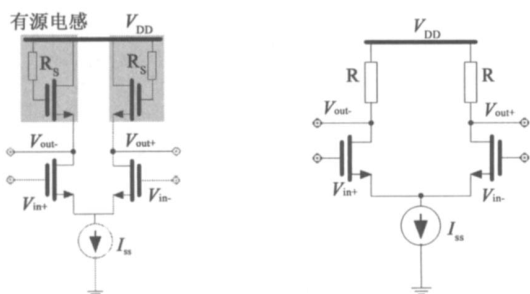 有源电感
V_DD
R_S
R_S
V_out-
V_out+
V_in+
V_in-
I_ss
V_DD
R
R
V_out-
V_out+
V_in+
V_in-
I_ss